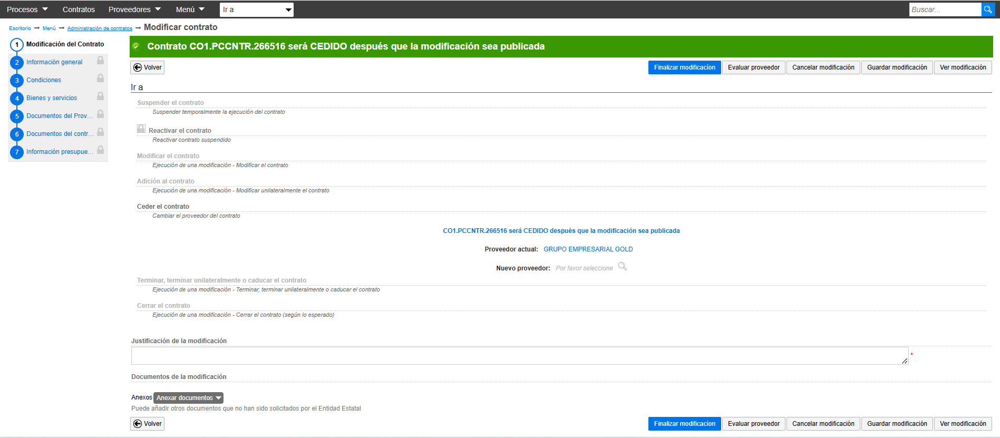 Procesos Contratos Proveedores Menú Ir a Buscar...
Escritorio → Menú → Administración de contratos → Modificar contrato
1 Modificación del Contrato
2 Información general
3 Condiciones
4 Bienes y servicios
5 Documentos del Prov...
6 Documentos del contr...
7 Información presupue...
Contrato CO1.PCCNTR.266516 será CEDIDO después que la modificación sea publicada
Volver Finalizar modificacíon Evaluar proveedor Cancelar modificación Guardar modificación Ver modificación
Ir a
Suspender el contrato
Suspender temporalmente la ejecución del contrato
Reactivar el contrato
Reactivar contrato suspendido
Modificar el contrato
Ejecución de una modificación - Modificar el contrato
Adición al contrato
Ejecución de una modificación - Modificar unilateralmente el contrato
Ceder el contrato
Cambiar el proveedor del contrato
CO1.PCCNTR.266516 será CEDIDO después que la modificación sea publicada
Proveedor actual: GRUPO EMPRESARIAL GOLD
Nuevo proveedor: Por favor seleccione
Terminar, terminar unilateralmente o caducar el contrato
Ejecución de una modificación - Terminar, terminar unilateralmente o caducar el contrato
Cerrar el contrato
Ejecución de una modificación - Cerrar el contrato (según lo esperado)
Justificación de la modificación
*
Documentos de la modificación
Anexos Anexar documentos
Puede añadir otros documentos que no han sido solicitados por el Entidad Estatal
Volver Finalizar modificacíon Evaluar proveedor Cancelar modificación Guardar modificación Ver modificación